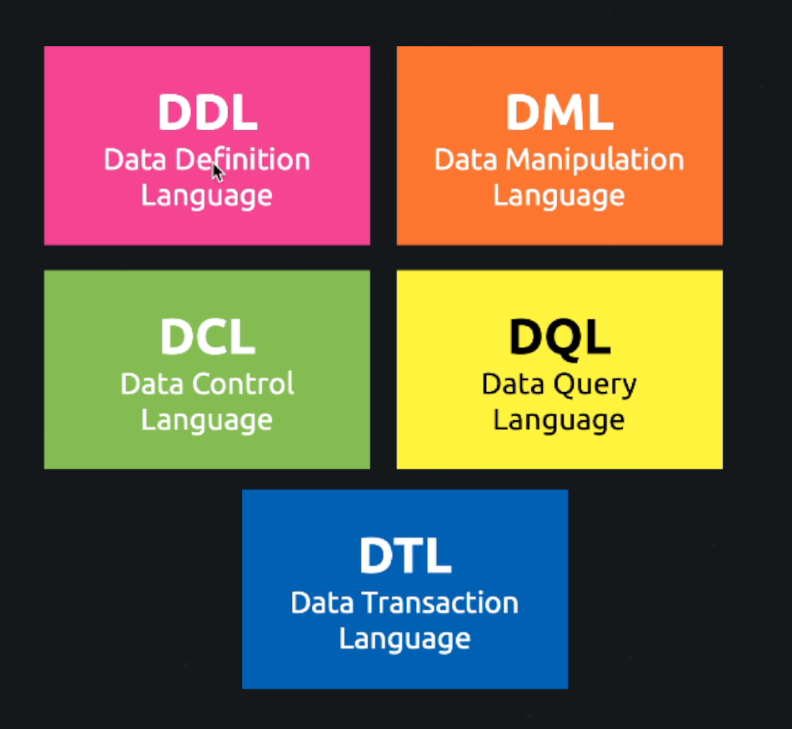 DDL
Data Definition
Language
DML
Data Manipulation
Language
DCL
Data Control
Language
DQL
Data Query
Language
DTL
Data Transaction
Language